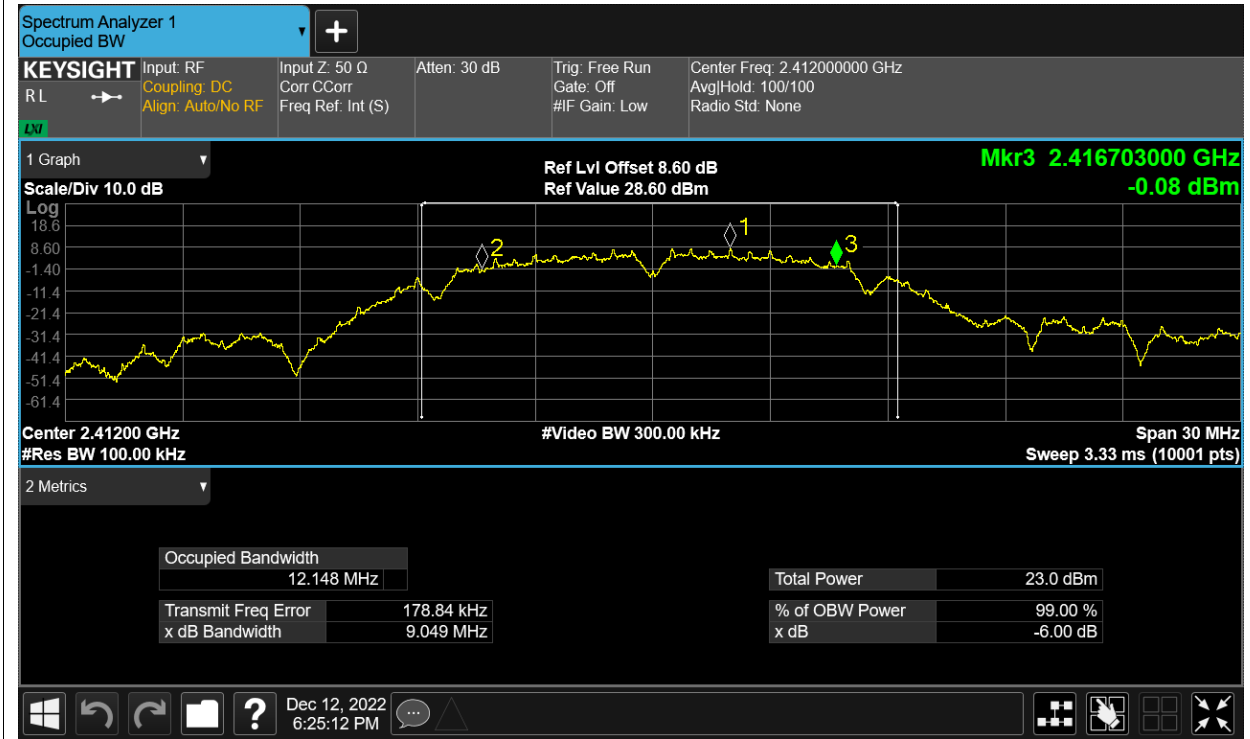 Spectrum Analyzer 1
Occupied BW
KEYSIGHT
R L
LXI
Input: RF
Coupling: DC
Align: Auto/No RF
Input Z: 50 Ω
Corr CCorr
Freq Ref: Int (S)
Atten: 30 dB
Trig: Free Run
Gate: Off
#IF Gain: Low
Center Freq: 2.412000000 GHz
Avg|Hold: 100/100
Radio Std: None
1 Graph
Scale/Div 10.0 dB
Ref Lvl Offset 8.60 dB
Ref Value 28.60 dBm
Mkr3 2.416703000 GHz
-0.08 dBm
Log
18.6
8.60
-1.40
-11.4
-21.4
-31.4
-41.4
-51.4
-61.4
2
1
3
Center 2.41200 GHz
#Res BW 100.00 kHz
#Video BW 300.00 kHz
Span 30 MHz
Sweep 3.33 ms (10001 pts)
2 Metrics
Occupied Bandwidth
12.148 MHz
Transmit Freq Error 178.84 kHz
x dB Bandwidth 9.049 MHz
Total Power 23.0 dBm
% of OBW Power 99.00 %
x dB -6.00 dB
?
Dec 12, 2022
6:25:12 PM